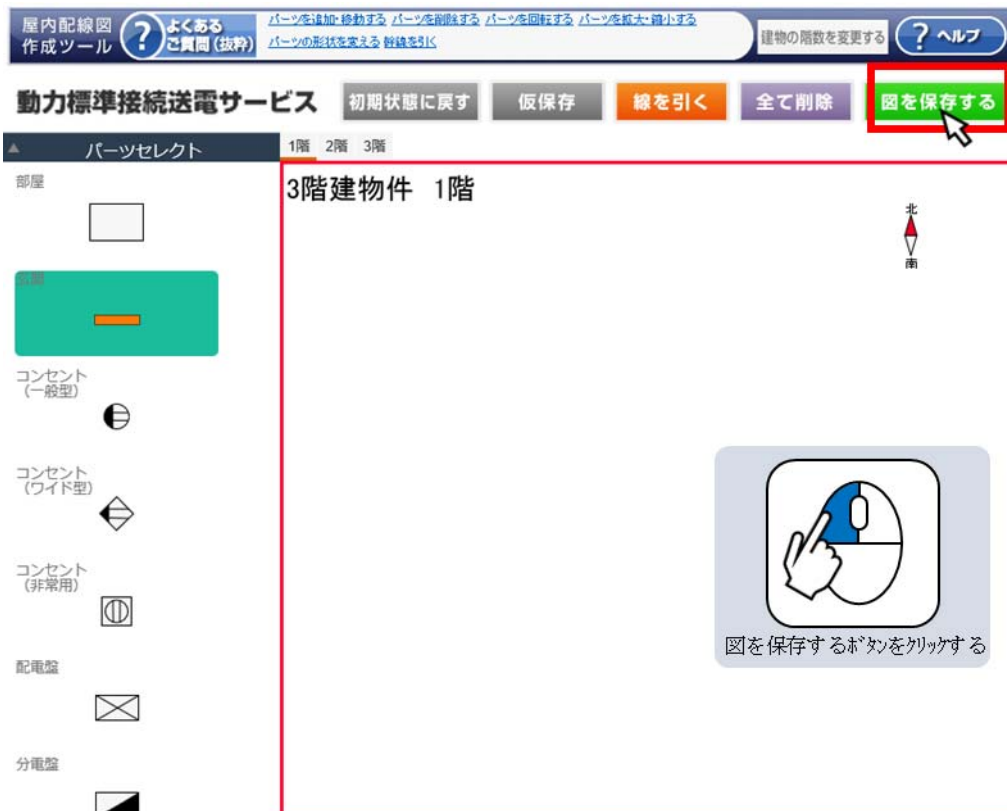 屋内配線図
作成ツール
?
よくある
ご質問(抜粋)
パーツを追加・移動する パーツを削除する パーツを回転する パーツを拡大・縮小する
パーツの形状を変える 幹線を引く
建物の階数を変更する
? ヘルプ
動力標準接続送電サービス
初期状態に戻す
仮保存
線を引く
全て削除
図を保存する
パーツセレクト
1階 2階 3階
3階建物件 1階
北
南
部屋
玄関
コンセント
(一般型)
コンセント
(ワイド型)
コンセント
(非常用)
図を保存するボタンをクリックする
配電盤
分電盤